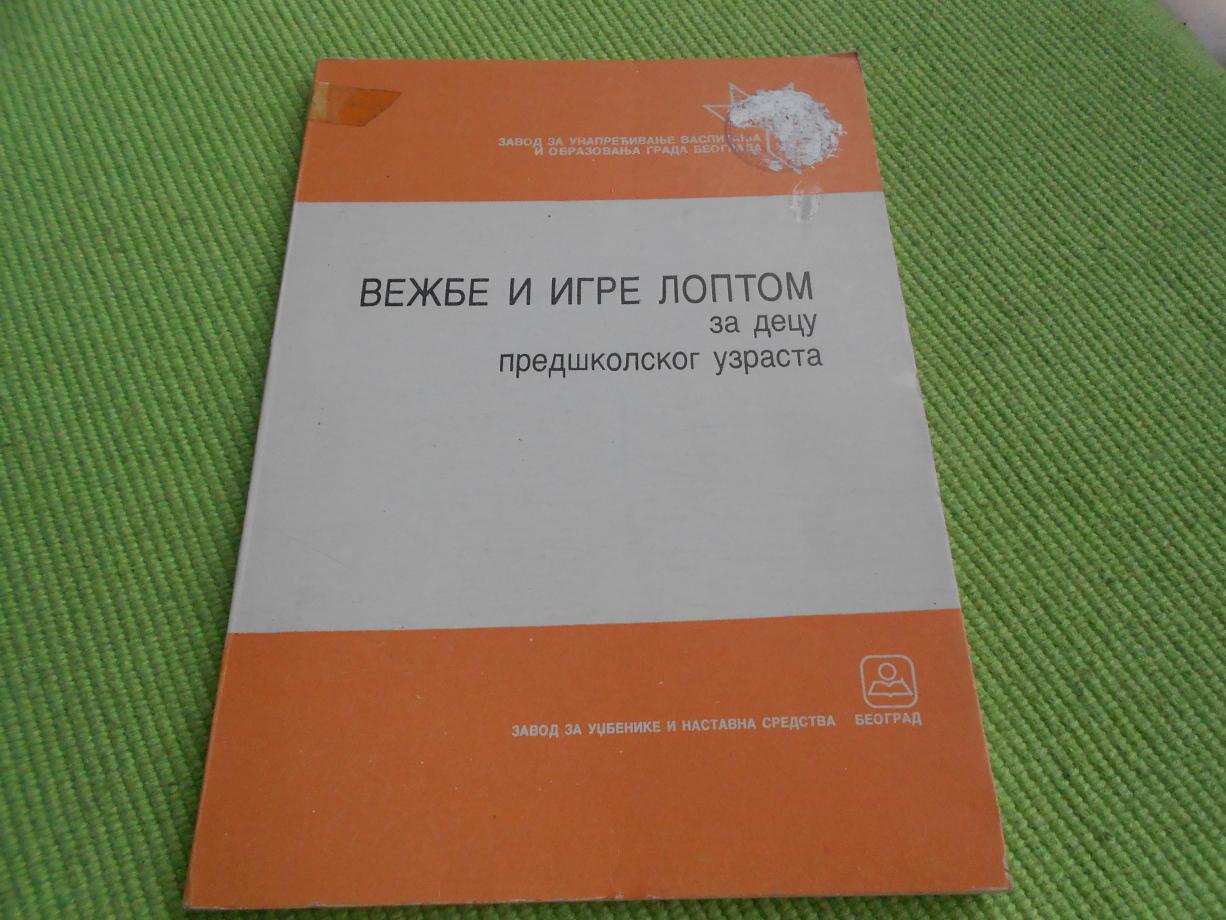 ЗАВОД ЗА УНАПРЕЂИВАЊЕ ВАСПИТАЊА
И ОБРАЗОВАЊА ГРАДА БЕОГРАДА
ВЕЖБЕ И ИГРЕ ЛОПТОМ
за децу
предшколског узраста
ЗАВОД ЗА УЏБЕНИКЕ И НАСТАВНА СРЕДСТВА БЕОГРАД